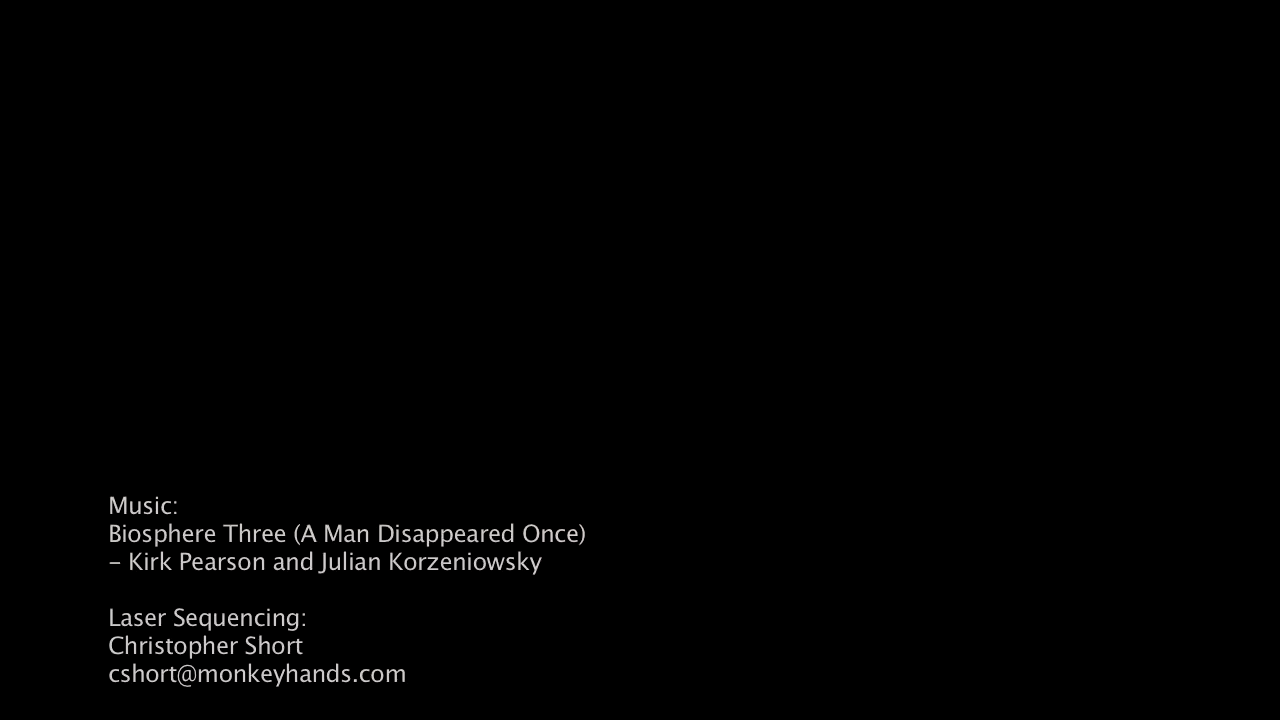 Music:
Biosphere Three (A Man Disappeared Once)
– Kirk Pearson and Julian Korzeniowsky
Laser Sequencing:
Christopher Short
cshort@monkeyhands.com